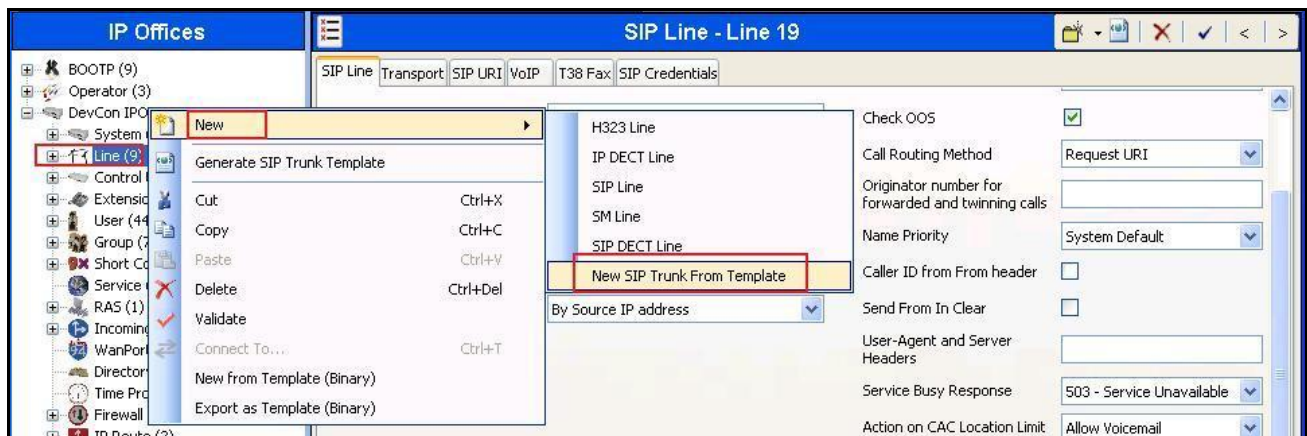 IP Offices
SIP Line - Line 19
BOOTP (9)
Operator (3)
DevCon IPO
System
Line (9)
Control
Extensio
User (44
Group (7
Short Co
Service
RAS (1)
Incoming
WanPort
Director
Time Pro
Firewall
IP Route (2)
New
Generate SIP Trunk Template
Cut Ctrl+X
Copy Ctrl+C
Paste Ctrl+V
Delete Ctrl+Del
Validate
Connect To... Ctrl+T
New from Template (Binary)
Export as Template (Binary)
SIP Line Transport SIP URI VoIP T38 Fax SIP Credentials
H323 Line
IP DECT Line
SIP Line
SM Line
SIP DECT Line
New SIP Trunk From Template
By Source IP address
Check OOS
Call Routing Method Request URI
Originator number for
forwarded and twinning calls
Name Priority System Default
Caller ID from From header
Send From In Clear
User-Agent and Server
Headers
Service Busy Response 503 - Service Unavailable
Action on CAC Location Limit Allow Voicemail